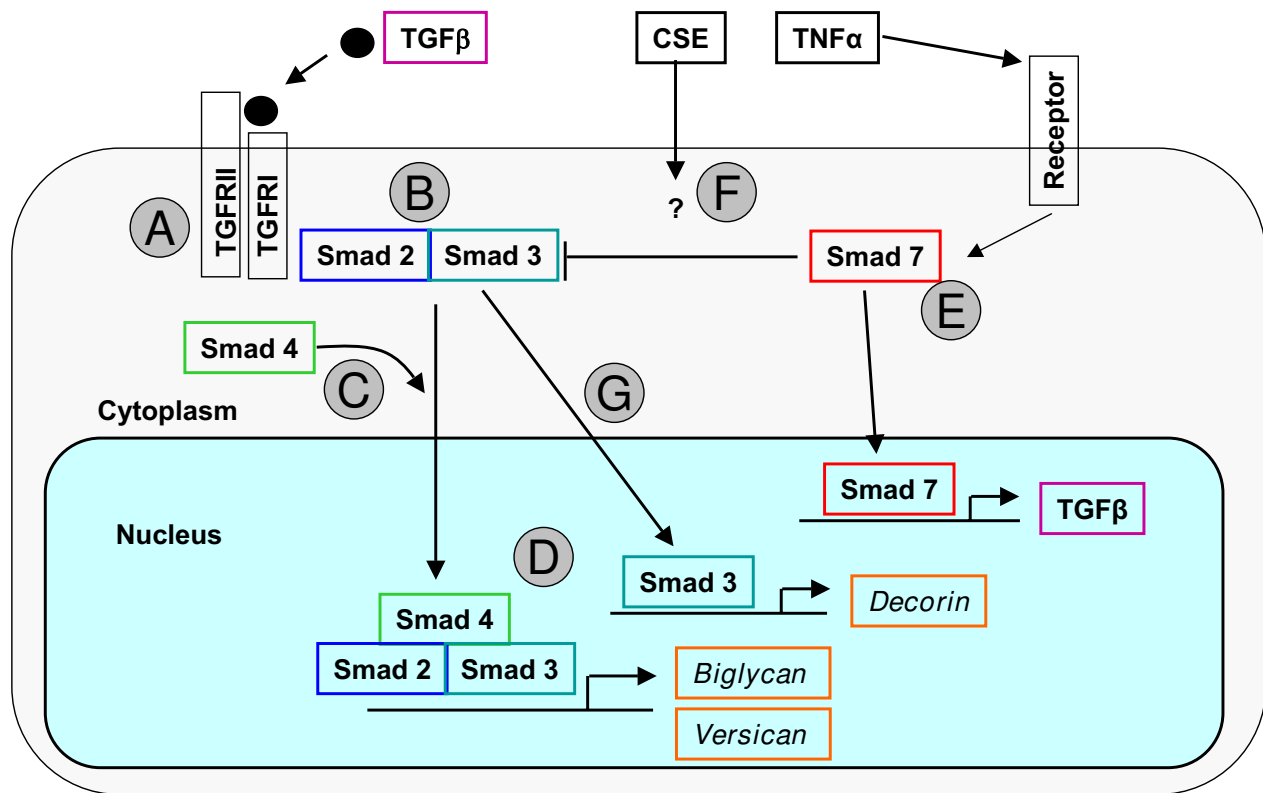 TGFβ
CSE
TNFα
TGFRII
TGFRI
Receptor
A
B
F
?
Smad 2
Smad 3
Smad 7
E
Smad 4
C
G
Cytoplasm
Nucleus
Smad 7
TGFβ
D
Smad 3
Decorin
Smad 4
Smad 2
Smad 3
Biglycan
Versican